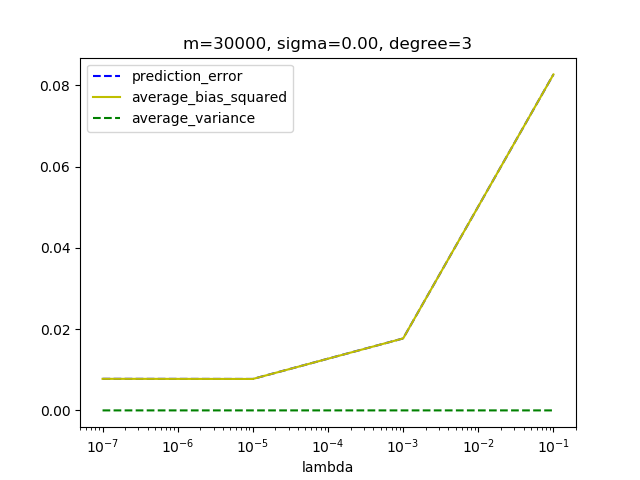 m=30000, sigma=0.00, degree=3
prediction_error
average_bias_squared
average_variance
0.08
0.06
0.04
0.02
0.00
10⁻⁷ 10⁻⁶ 10⁻⁵ 10⁻⁴ 10⁻³ 10⁻² 10⁻¹
lambda